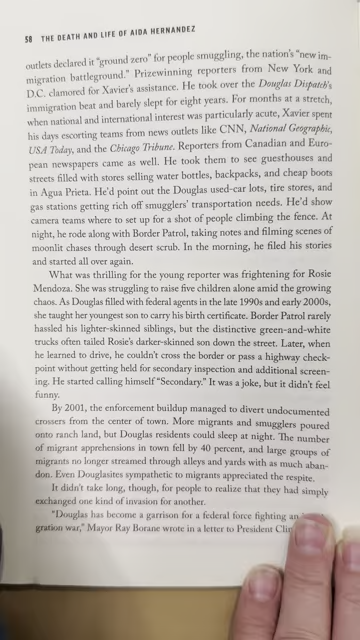 58 THE DEATH AND LIFE OF AIDA HERNANDEZ
outlets declared it "ground zero" for people smuggling, the nation's "new im-
migration battleground." Prizewinning reporters from New York and
D.C. clamored for Xavier's assistance. He took over the Douglas Dispatch's
immigration beat and barely slept for eight years. For months at a stretch,
when national and international interest was particularly acute, Xavier spent
his days escorting teams from news outlets like CNN, National Geographic,
USA Today, and the Chicago Tribune. Reporters from Canadian and Euro-
pean newspapers came as well. He took them to see guesthouses and
streets filled with stores selling water bottles, backpacks, and cheap boots
in Agua Prieta. He'd point out the Douglas used-car lots, tire stores, and
gas stations getting rich off smugglers' transportation needs. He'd show
camera teams where to set up for a shot of people climbing the fence. At
night, he rode along with Border Patrol, taking notes and filming scenes of
moonlit chases through desert scrub. In the morning, he filed his stories
and started all over again.
What was thrilling for the young reporter was frightening for Rosie
Mendoza. She was struggling to raise five children alone amid the growing
chaos. As Douglas filled with federal agents in the late 1990s and early 2000s,
she taught her youngest son to carry his birth certificate. Border Patrol rarely
hassled his lighter-skinned siblings, but the distinctive green-and-white
trucks often tailed Rosie's darker-skinned son down the street. Later, when
he learned to drive, he couldn't cross the border or pass a highway check-
point without getting held for secondary inspection and additional screen-
ing. He started calling himself "Secondary." It was a joke, but it didn't feel
funny.
By 2001, the enforcement buildup managed to divert undocumented
crossers from the center of town. More migrants and smugglers poured
onto ranch land, but Douglas residents could sleep at night. The number
of migrant apprehensions in town fell by 40 percent, and large groups of
migrants no longer streamed through alleys and yards with as much aban-
don. Even Douglasites sympathetic to migrants appreciated the respite.
It didn't take long, though, for people to realize that they had simply
exchanged one kind of invasion for another.
"Douglas has become a garrison for a federal force fighting an
gration war," Mayor Ray Borane wrote in a letter to President